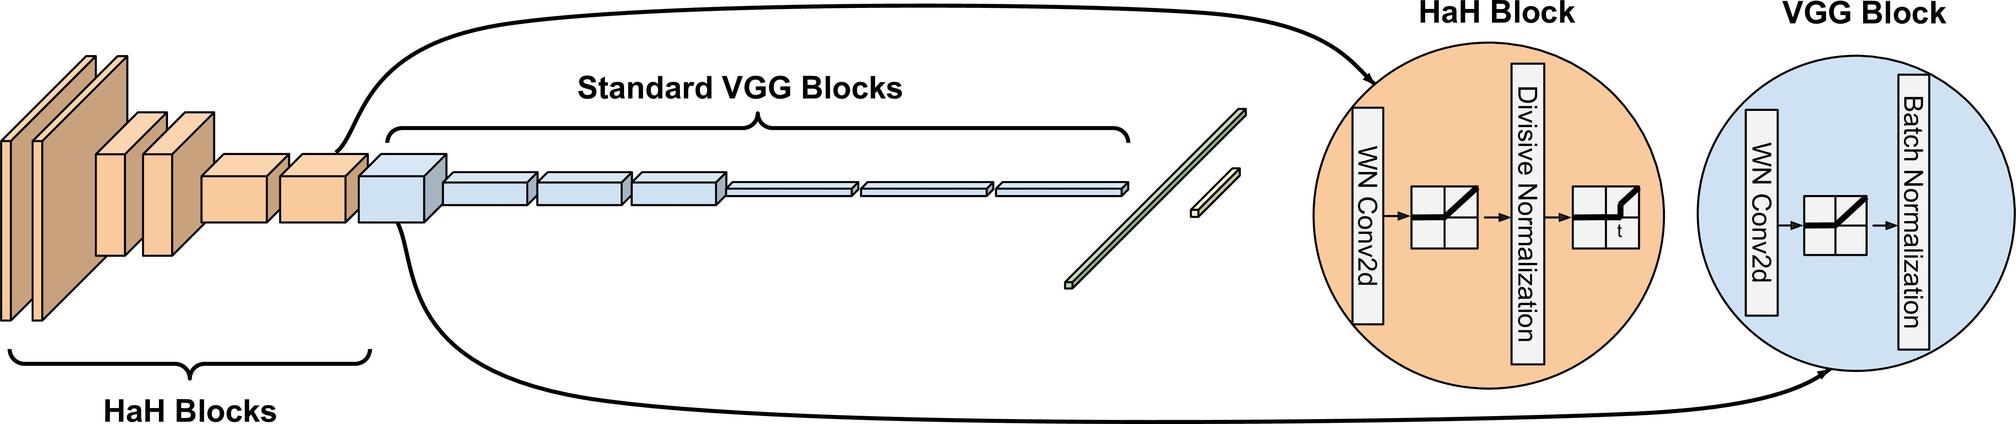 HaH Block
VGG Block
Standard VGG Blocks
WN Conv2d
Divisive Normalization
t
WN Conv2d
Batch Normalization
HaH Blocks